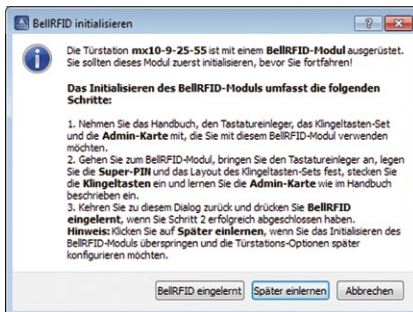 BellRFID initialisieren
Die Türstation mx10-9-25-55 ist mit einem BellRFID-Modul ausgerüstet.
Sie sollten dieses Modul zuerst initialisieren, bevor Sie fortfahren!
Das Initialisieren des BellRFID-Moduls umfasst die folgenden
Schritte:
1. Nehmen Sie das Handbuch, den Tastatureinleger, das Klingeltasten-Set
und die Admin-Karte mit, die Sie mit diesem BellRFID-Modul verwenden
möchten.
2. Gehen Sie zum BellRFID-Modul, bringen Sie den Tastatureinleger an, legen
Sie die Super-PIN und das Layout des Klingeltasten-Sets fest, stecken Sie
die Klingeltasten ein und lernen Sie die Admin-Karte wie im Handbuch
beschrieben ein.
3. Kehren Sie zu diesem Dialog zurück und drücken Sie BellRFID
eingelernt, wenn Sie Schritt 2 erfolgreich abgeschlossen haben.
Hinweis: Klicken Sie auf Später einlernen, wenn Sie das Initialisieren des
BellRFID-Moduls überspringen und die Türstations-Optionen später
konfigurieren möchten.
BellRFID eingelernt Später einlernen Abbrechen